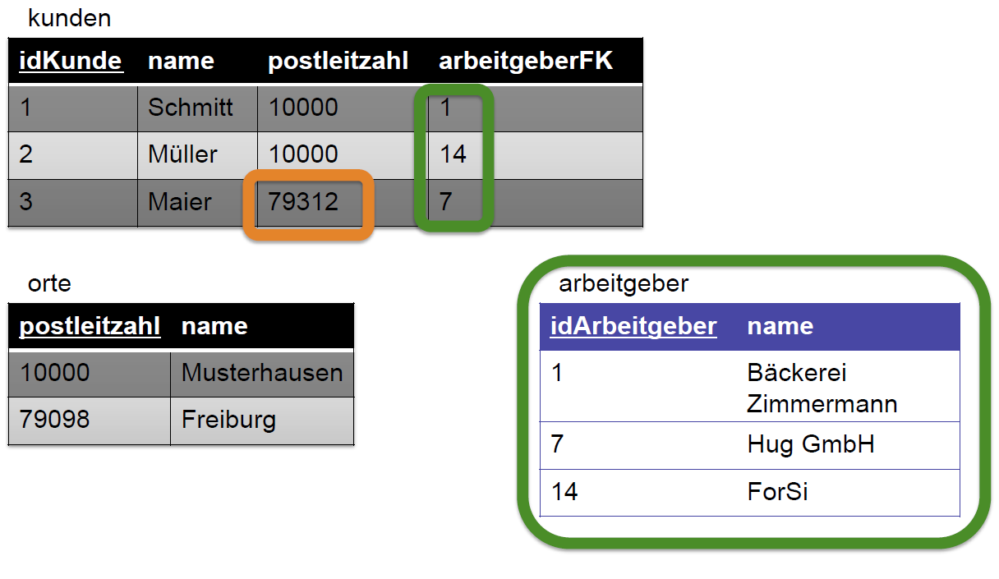 kunden
idKunde name postleitzahl arbeitgeberFK
1 Schmitt 10000 1
2 Müller 10000 14
3 Maier 79312 7
orte
postleitzahl name
10000 Musterhausen
79098 Freiburg
arbeitgeber
idArbeitgeber name
1 Bäckerei
Zimmermann
7 Hug GmbH
14 ForSi